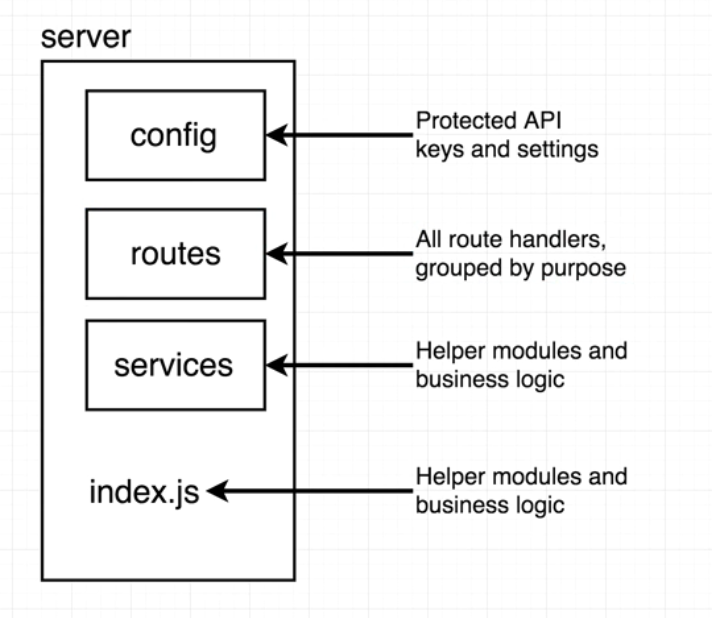 server
config
Protected API
keys and settings
routes
All route handlers,
grouped by purpose
services
Helper modules and
business logic
index.js
Helper modules and
business logic